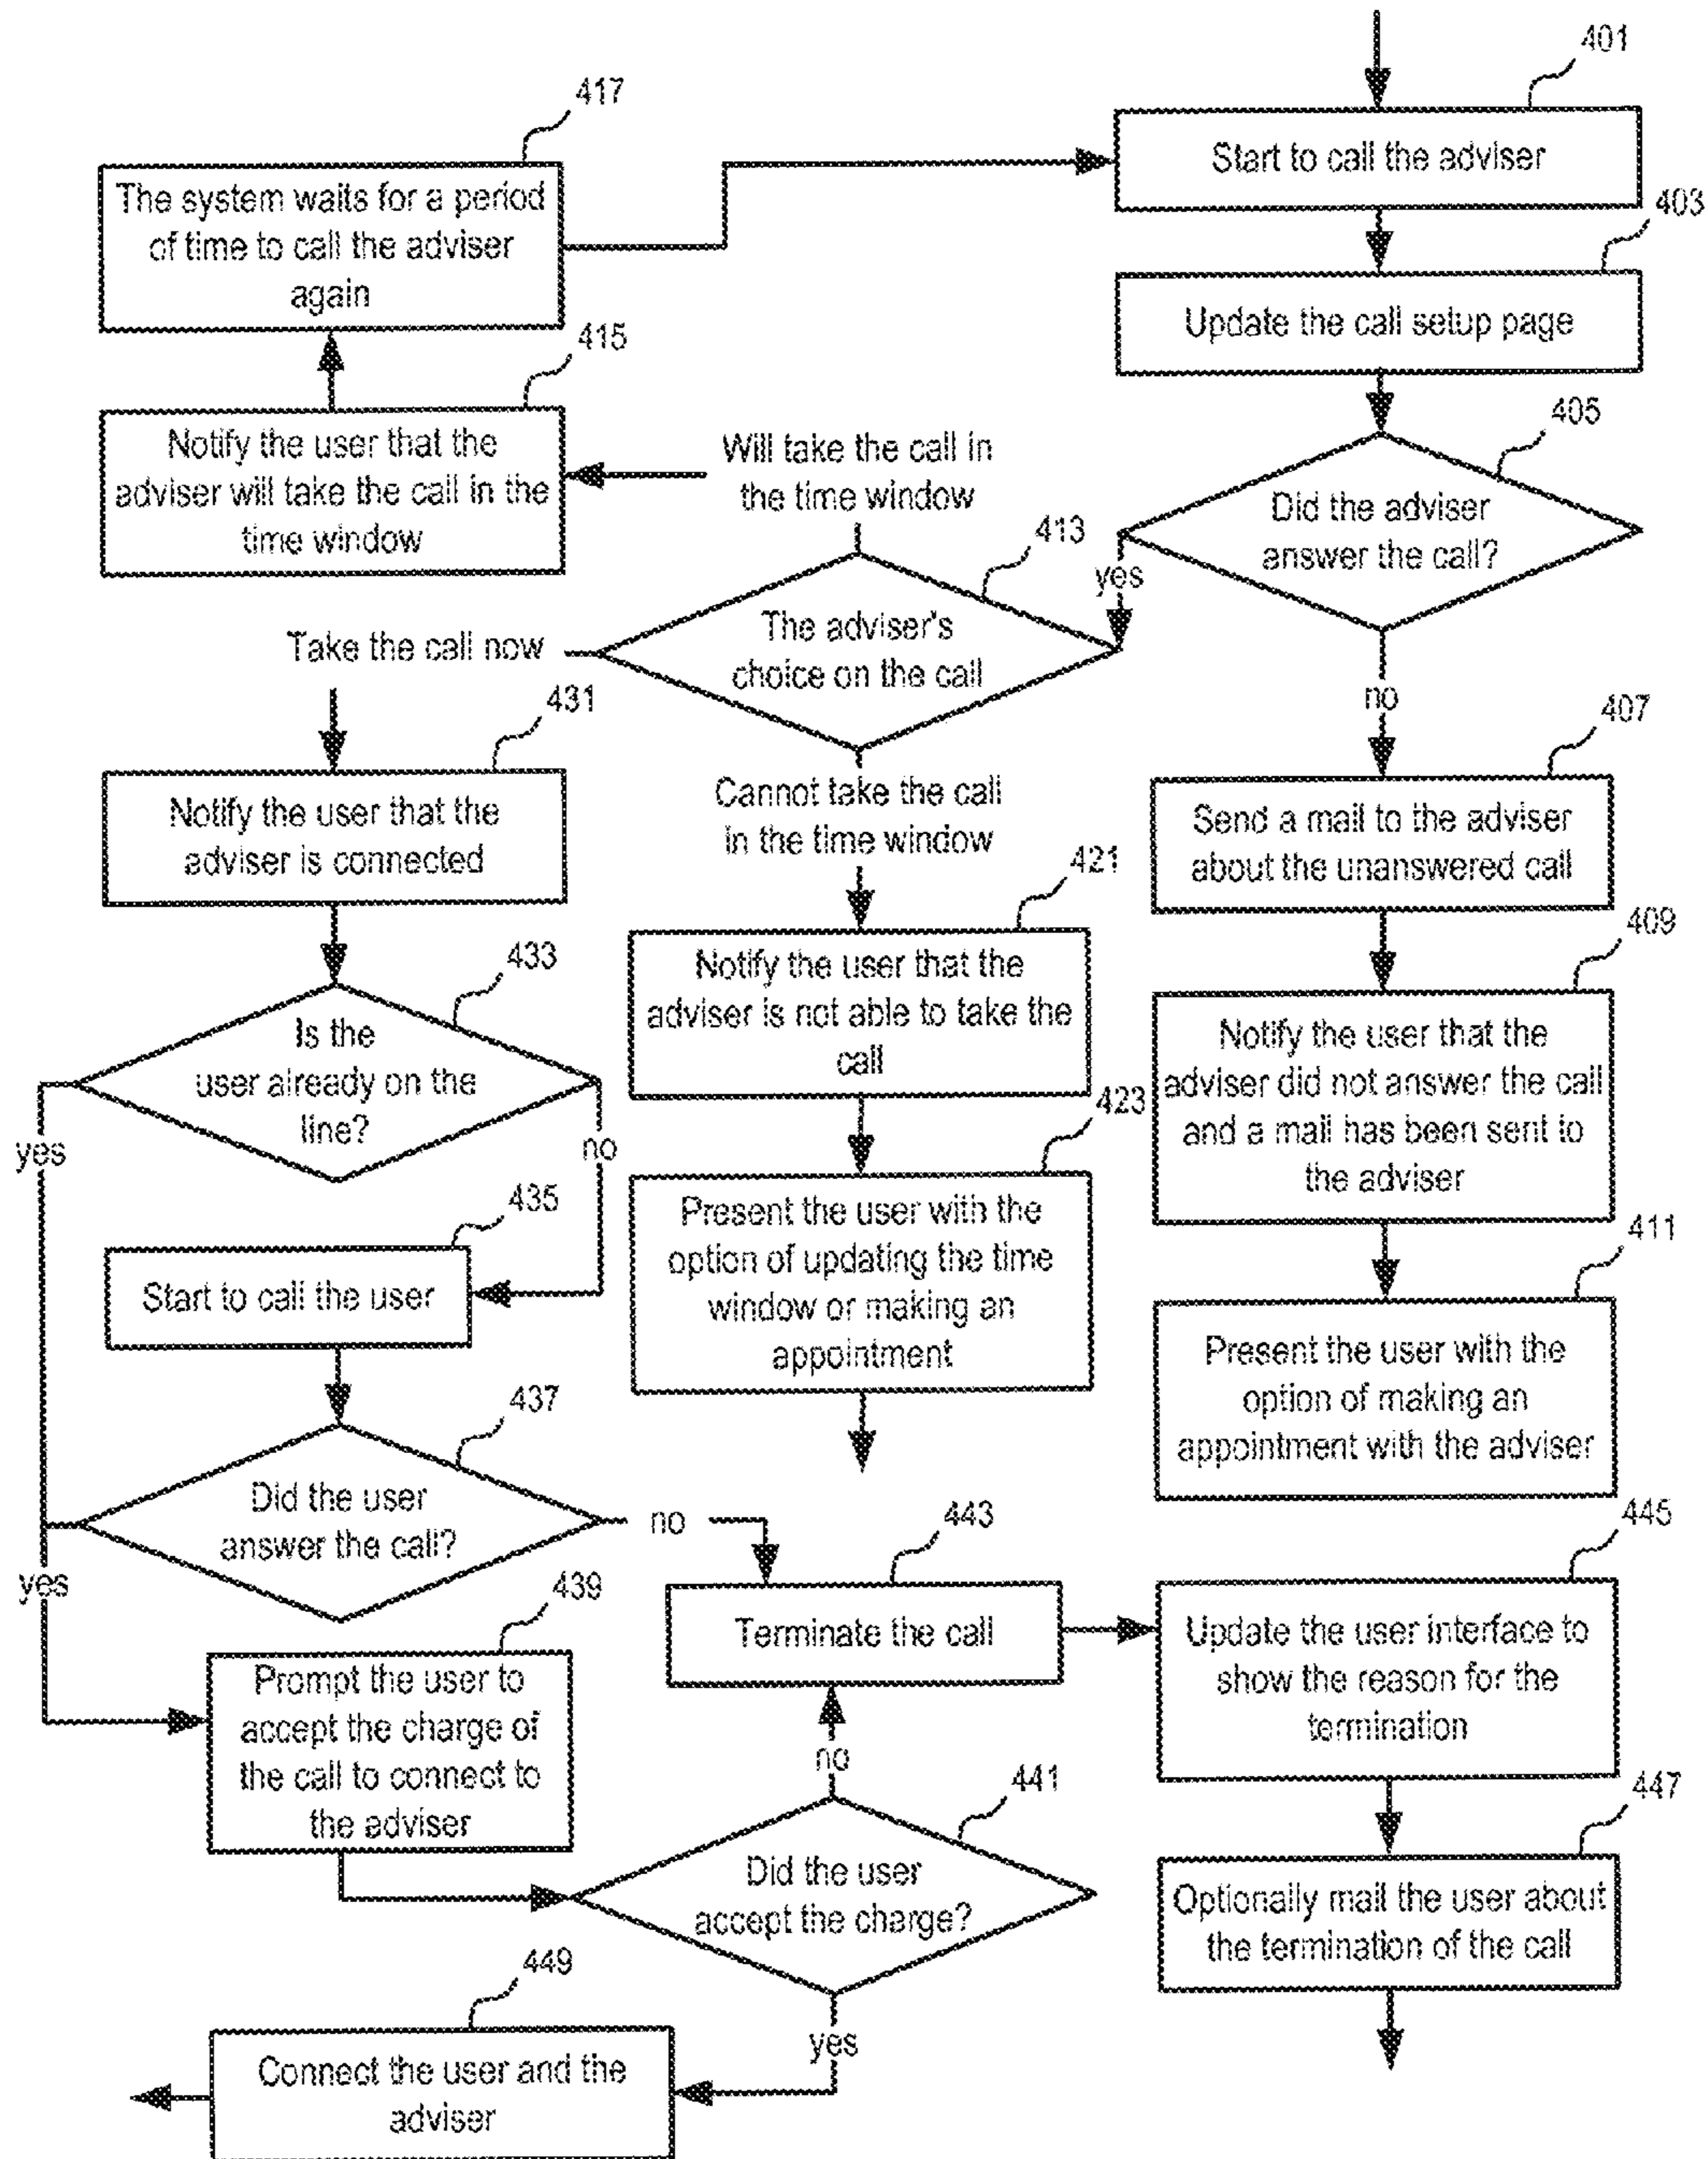 401
Start to call the adviser
403
Update the call setup page
405
Did the adviser
answer the call?
yes
no
407
Send a mail to the adviser
about the unanswered call
409
Notify the user that the
adviser did not answer the call
and a mail has been sent to
the adviser
411
Present the user with the
option of making an
appointment with the adviser
413
The adviser's
choice on the call
Will take the call in
the time window
415
Notify the user that the
adviser will take the call in the
time window
417
The system waits for a period
of time to call the adviser
again
Cannot take the call
in the time window
421
Notify the user that the
adviser is not able to take the
call
423
Present the user with the
option of updating the time
window or making an
appointment
Take the call now
431
Notify the user that the
adviser is connected
433
Is the
user already on the
line?
yes
no
435
Start to call the user
437
Did the user
answer the call?
yes
no
439
Prompt the user to
accept the charge of
the call to connect to
the adviser
441
Did the user
accept the charge?
no
yes
443
Terminate the call
445
Update the user interface to
show the reason for the
termination
447
Optionally mail the user about
the termination of the call
449
Connect the user and the
adviser